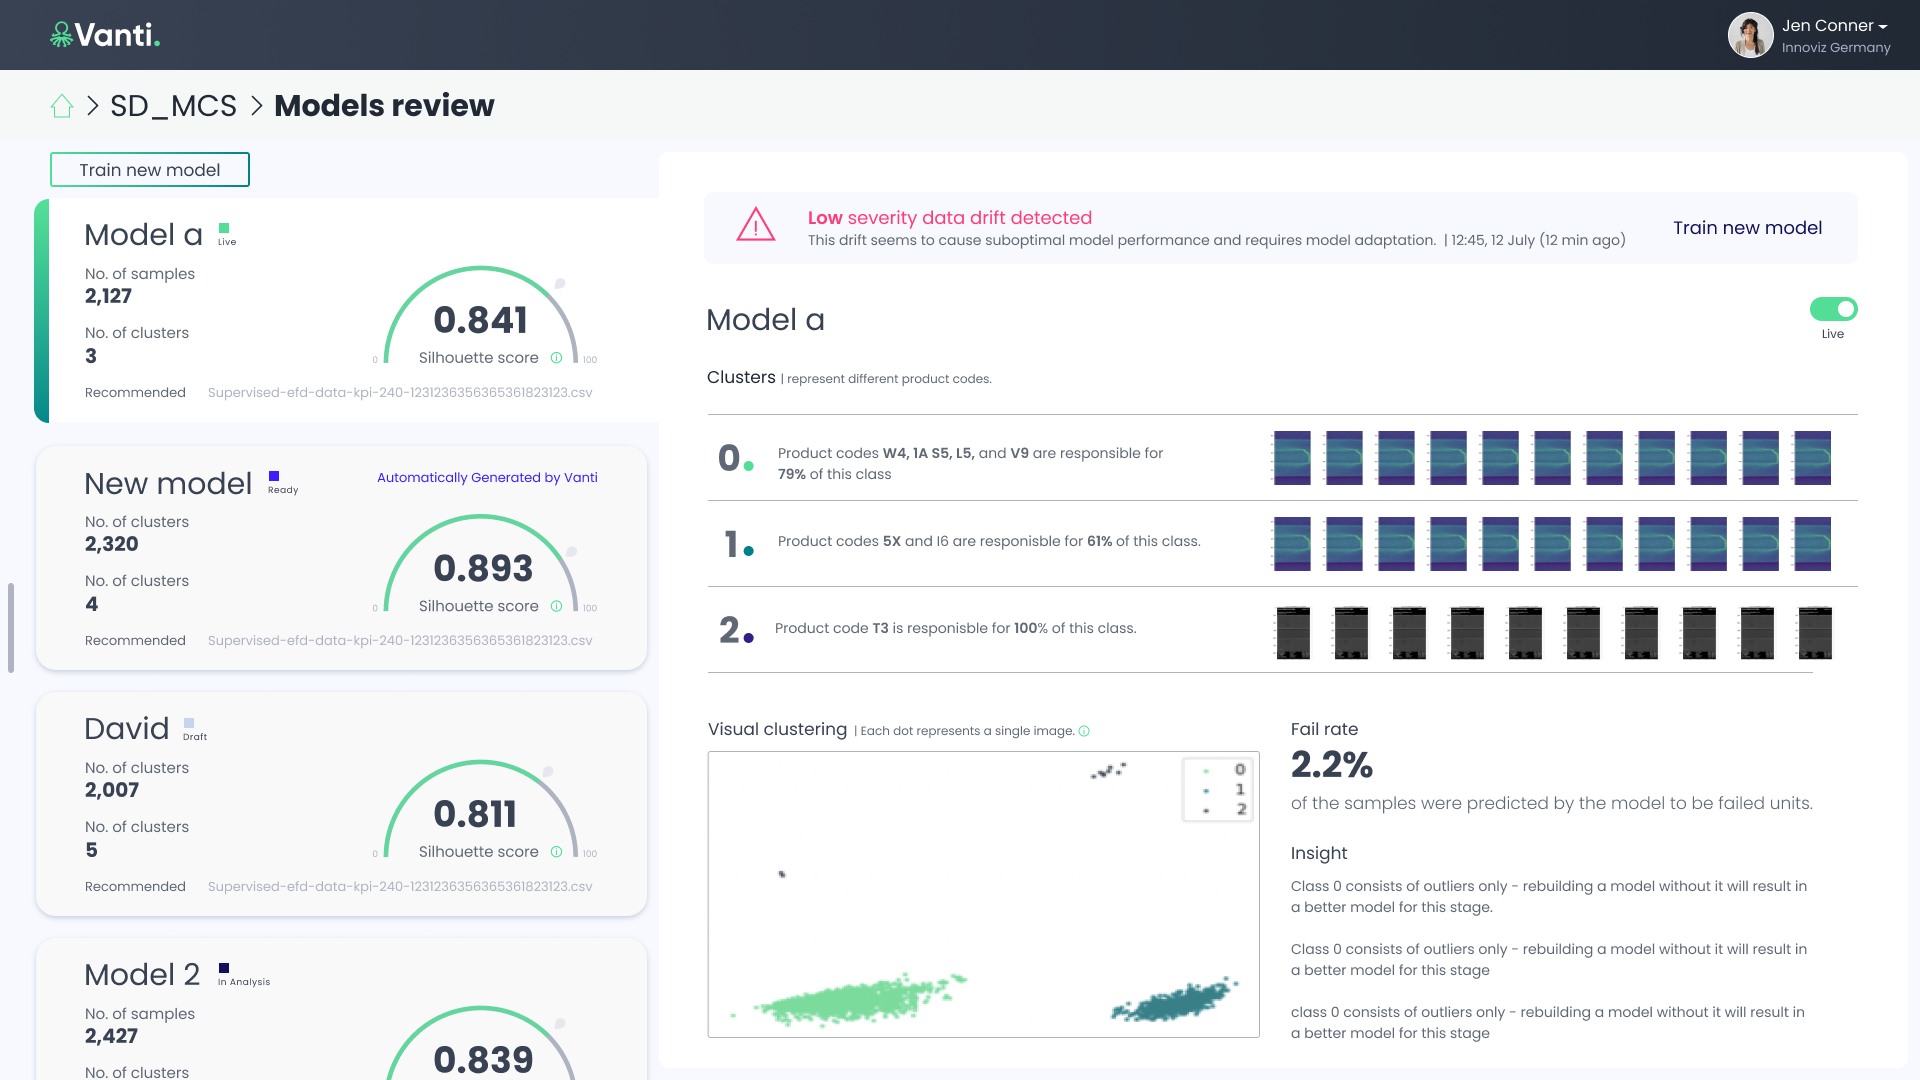 Vanti.
Jen Conner
Innoviz Germany
SD_MCS
Models review
Train new model
Model a
Live
No. of samples
2,127
No. of clusters
3
0.841
Silhouette score
0
100
Recommended
Supervised-efd-data-kpi-240-1231236356365361823123.csv
New model
Ready
Automatically Generated by Vanti
No. of clusters
2,320
No. of clusters
4
0.893
Silhouette score
0
100
Recommended
Supervised-efd-data-kpi-240-1231236356365361823123.csv
David
Draft
No. of clusters
2,007
No. of clusters
5
0.811
Silhouette score
0
100
Recommended
Supervised-efd-data-kpi-240-1231236356365361823123.csv
Model 2
In Analysis
No. of samples
2,427
No. of clusters
0.839
Low severity data drift detected
This drift seems to cause suboptimal model performance and requires model adaptation. | 12:45, 12 July (12 min ago)
Train new model
Model a
Live
Clusters | represent different product codes.
0.
Product codes W4, 1A S5, L5, and V9 are responsible for
79% of this class
1.
Product codes 5X and I6 are responisble for 61% of this class.
2.
Product code T3 is responisble for 100% of this class.
Visual clustering | Each dot represents a single image.
0
1
2
Fail rate
2.2%
of the samples were predicted by the model to be failed units.
Insight
Class 0 consists of outliers only - rebuilding a model without it will result in
a better model for this stage.
Class 0 consists of outliers only - rebuilding a model without it will result in
a better model for this stage
class 0 consists of outliers only - rebuilding a model without it will result in
a better model for this stage